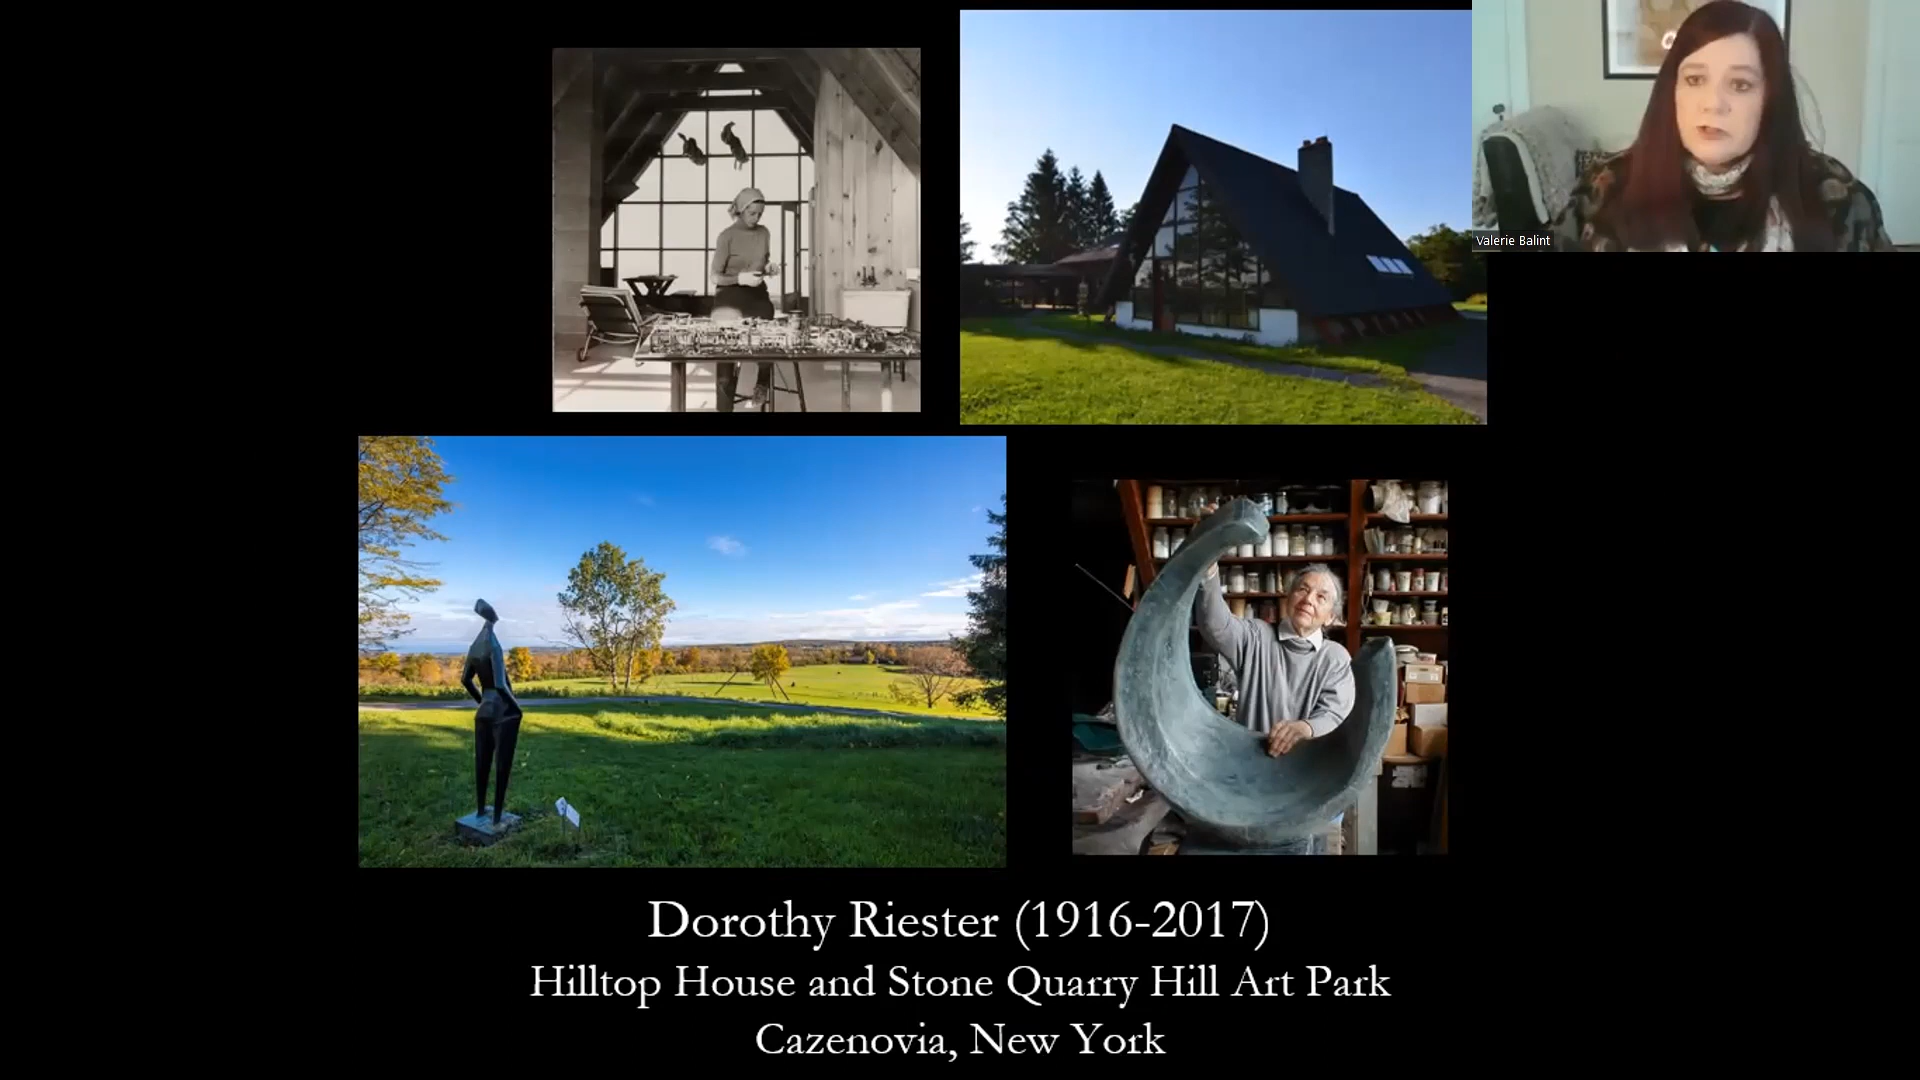 Valerie Balint
Dorothy Riester (1916-2017)
Hilltop House and Stone Quarry Hill Art Park
Cazenovia, New York